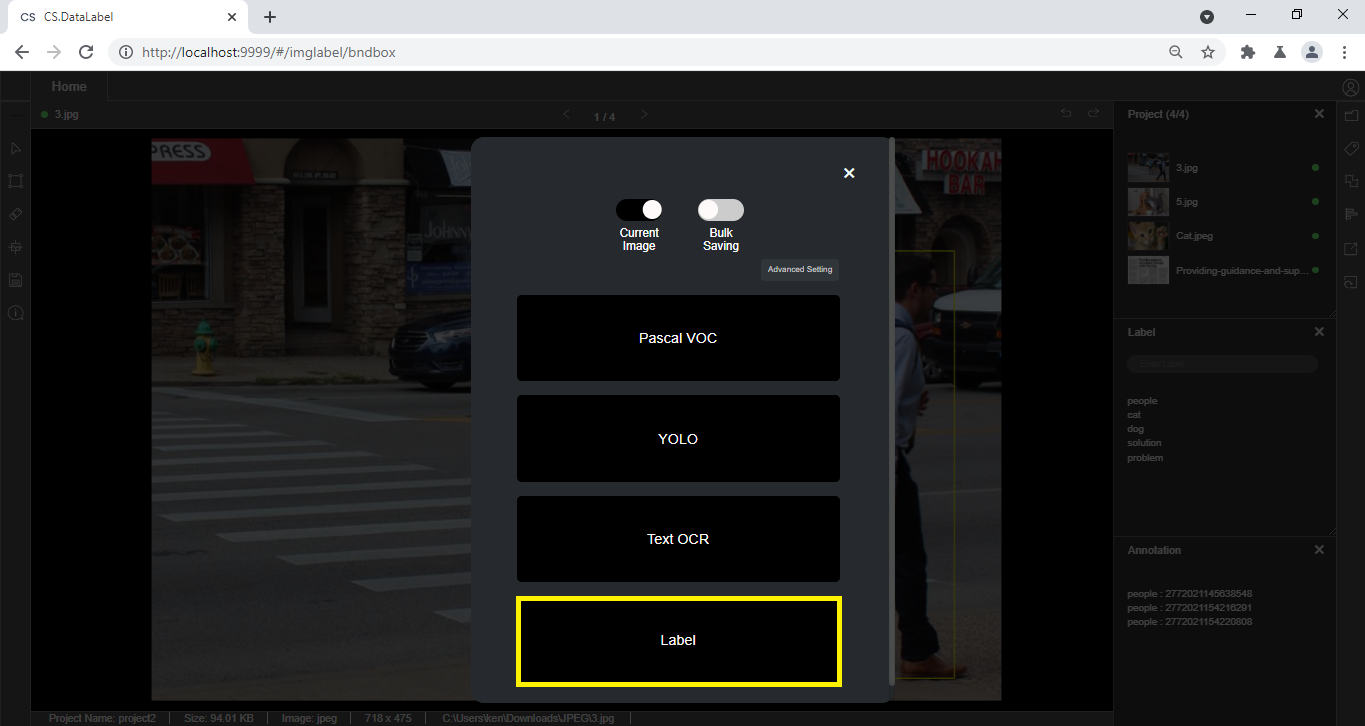 CS CS.DataLabel
http://localhost:9999/#/imglabel/bndbox
Home
3.jpg
1 / 4
Project (4/4)
3.jpg
5.jpg
Cat.jpeg
Providing-guidance-and-sup...
Label
Enter Label
people
cat
dog
solution
problem
Annotation
people : 2772021145638548
people : 2772021154216291
people : 2772021154220808
PRESS
Johnny
HOOKAH
BAR
Current
Image
Bulk
Saving
Advanced Setting
Pascal VOC
YOLO
Text OCR
Label
Project Name: project2
Size: 94.01 KB
Image: jpeg
718 x 475
C:\Users\ken\Downloads\JPEG\3.jpg